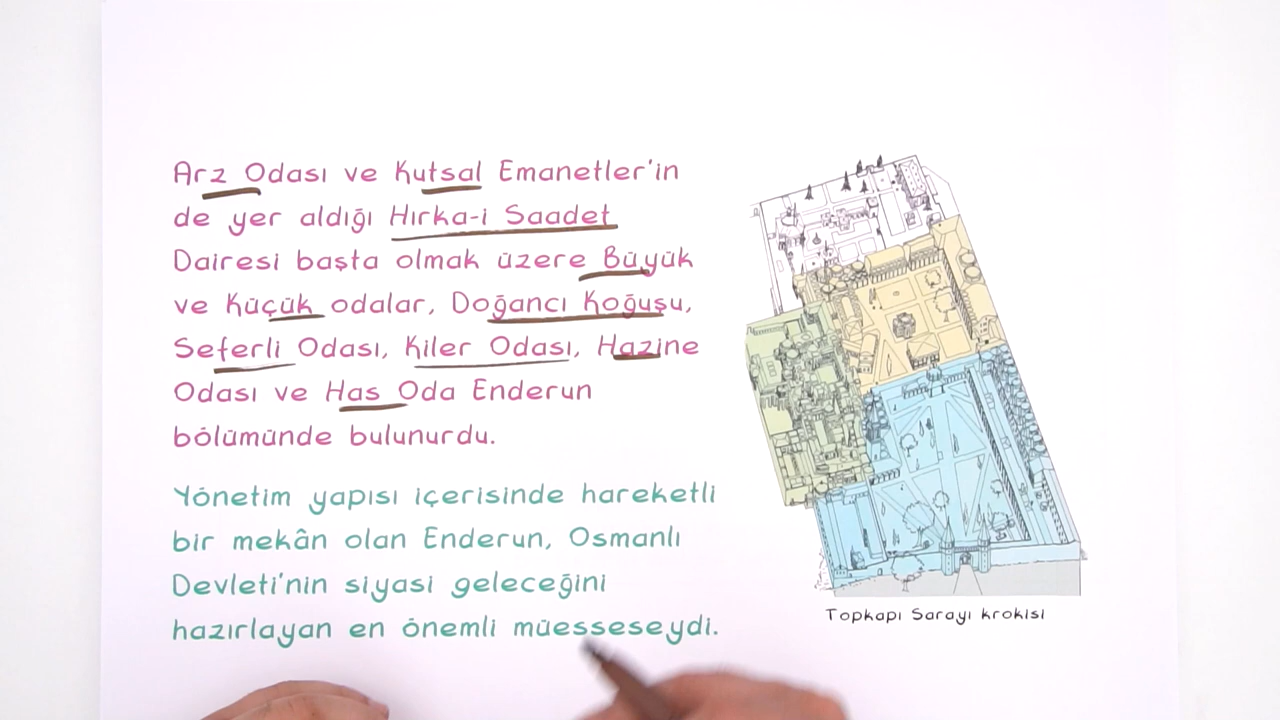 Arz Odası ve Kutsal Emanetler'in
de yer aldığı Hırka-i Saadet
Dairesi başta olmak üzere Büyük
ve Küçük odalar, Doğancı Koğuşu,
Seferli Odası, Kiler Odası, Hazine
Odası ve Has Oda Enderun
bölümünde bulunurdu.
Yönetim yapısı içerisinde hareketli
bir mekân olan Enderun, Osmanlı
Devleti'nin siyasi geleceğini
hazırlayan en önemli müesseseydi.
Topkapı Sarayı krokisi